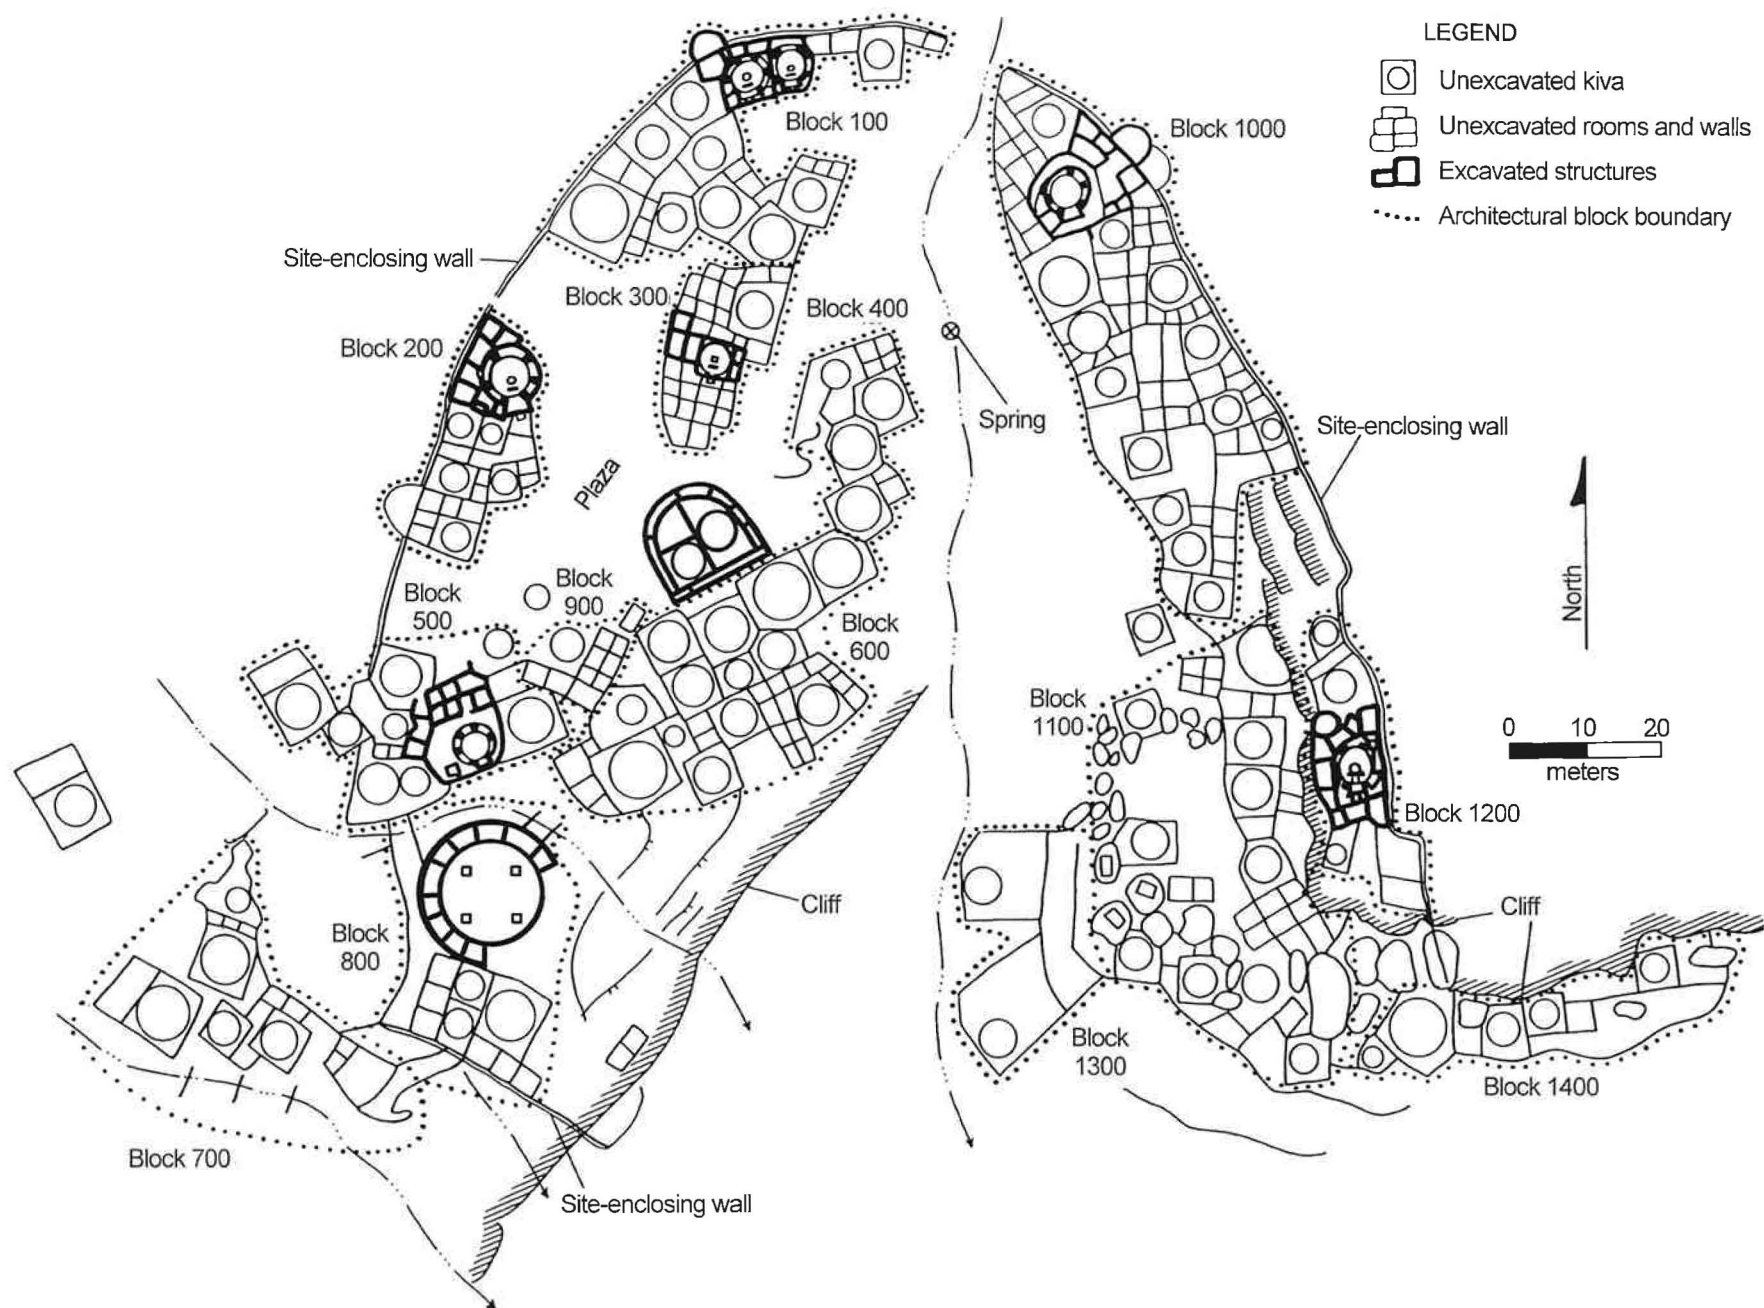 LEGEND
Unexcavated kiva
Unexcavated rooms and walls
Excavated structures
Architectural block boundary
Block 100
Block 1000
Site-enclosing wall
Block 300
Block 400
Block 200
Spring
Site-enclosing wall
Plaza
North
Block
500
Block
900
Block
600
Block
1100
0 10 20
meters
Block 1200
Cliff
Cliff
Block
800
Block
1300
Block 1400
Block 700
Site-enclosing wall